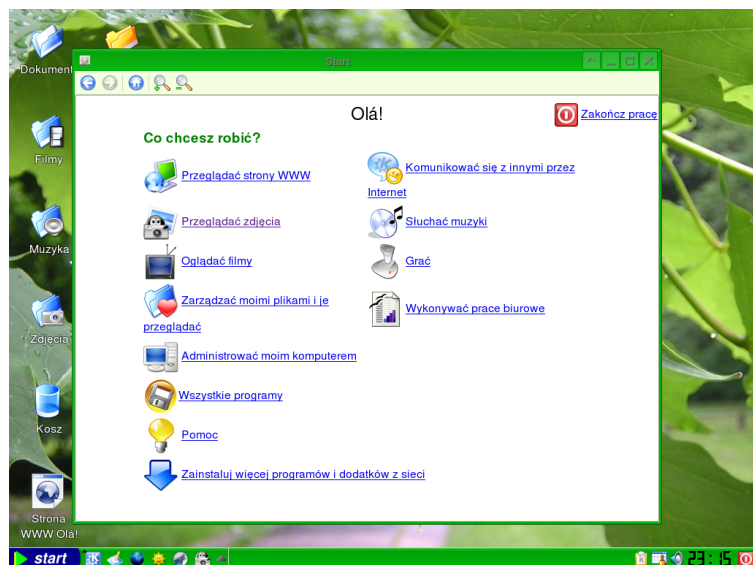 Dokument
Filmy
Muzyka
Zdjęcia
Kosz
Strona
WWW Olá!
Start
Olá!
Zakończ pracę
Co chcesz robić?
Przeglądać strony WWW
Komunikować się z innymi przez
Internet
Przeglądać zdjęcia
Słuchać muzyki
Oglądać filmy
Grać
Zarządzać moimi plikami i je
przeglądać
Wykonywać prace biurowe
Administrować moim komputerem
Wszystkie programy
Pomoc
Zainstaluj więcej programów i dodatków z sieci
start
23:15